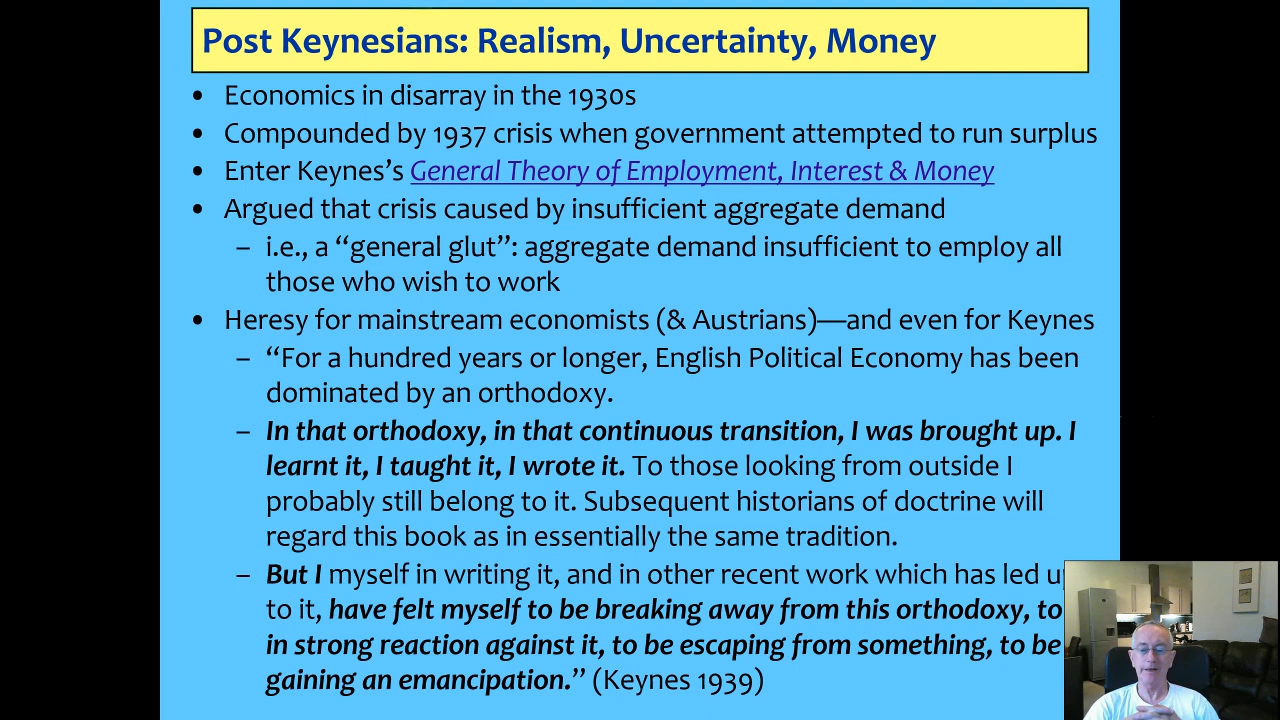 Post Keynesians: Realism, Uncertainty, Money
• Economics in disarray in the 1930s
• Compounded by 1937 crisis when government attempted to run surplus
• Enter Keynes’s General Theory of Employment, Interest & Money
• Argued that crisis caused by insufficient aggregate demand
– i.e., a “general glut”: aggregate demand insufficient to employ all
those who wish to work
• Heresy for mainstream economists (& Austrians)—and even for Keynes
– “For a hundred years or longer, English Political Economy has been
dominated by an orthodoxy.
– In that orthodoxy, in that continuous transition, I was brought up. I
learnt it, I taught it, I wrote it. To those looking from outside I
probably still belong to it. Subsequent historians of doctrine will
regard this book as in essentially the same tradition.
– But I myself in writing it, and in other recent work which has led
to it, have felt myself to be breaking away from this orthodoxy, to
in strong reaction against it, to be escaping from something, to be
gaining an emancipation.” (Keynes 1939)